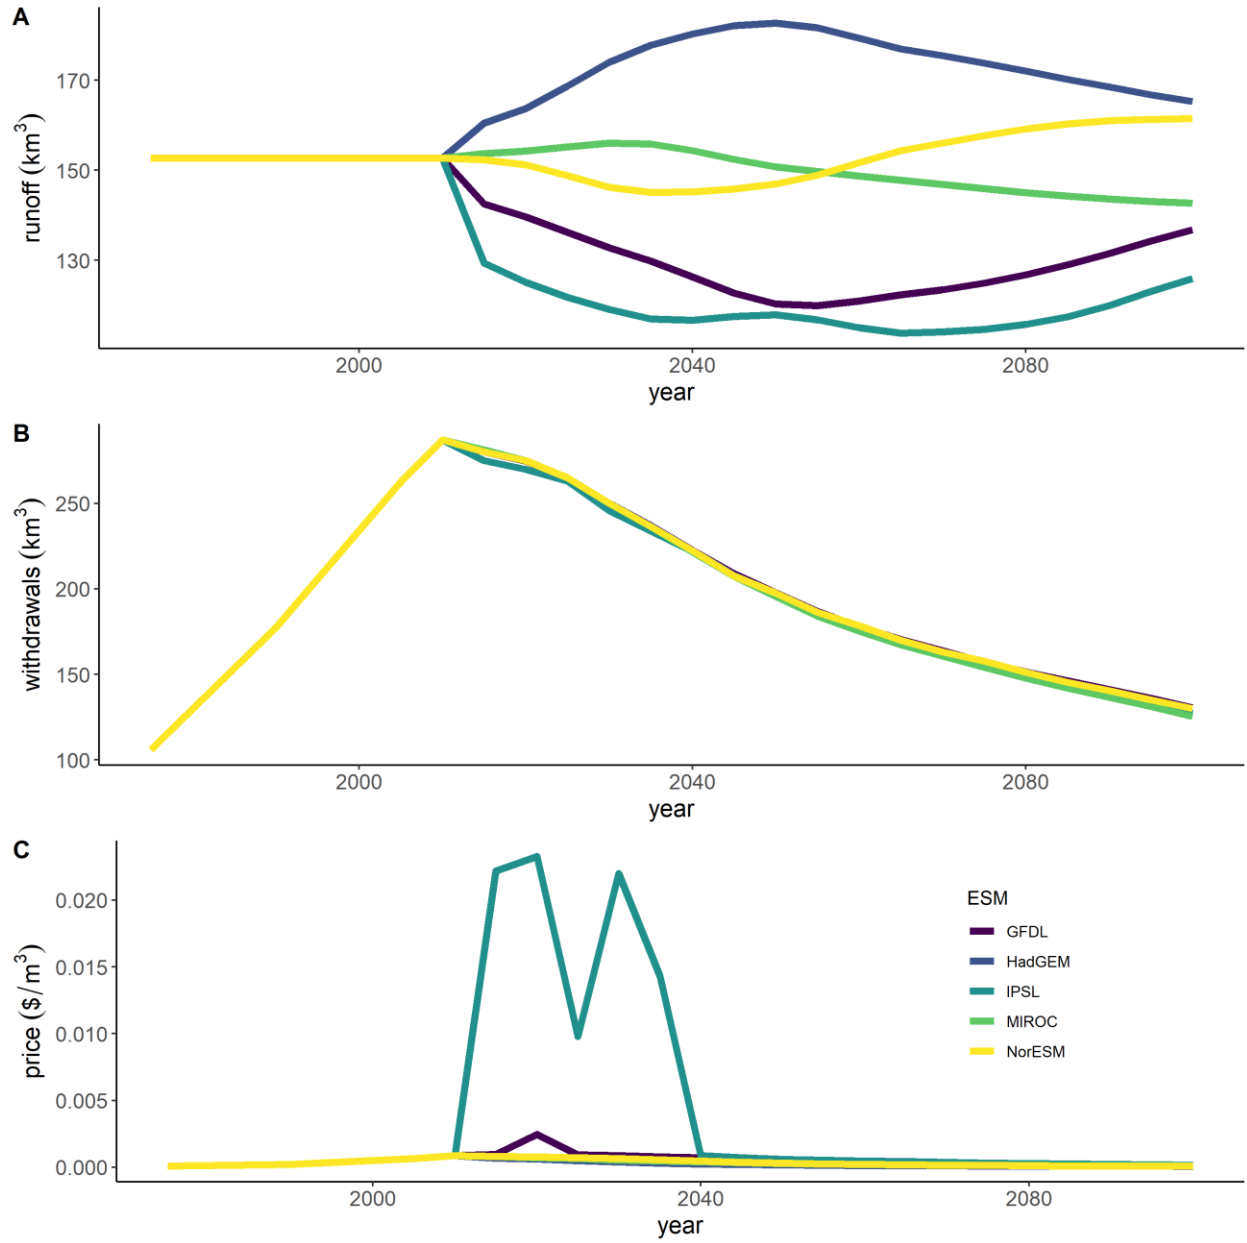 A
runoff (km³)
170
150
130
2000
2040
2080
year
B
withdrawals (km³)
250
200
150
100
2000
2040
2080
year
C
price ($/m³)
0.020
0.015
0.010
0.005
0.000
ESM
GFDL
HadGEM
IPSL
MIROC
NorESM
2000
2040
2080
year